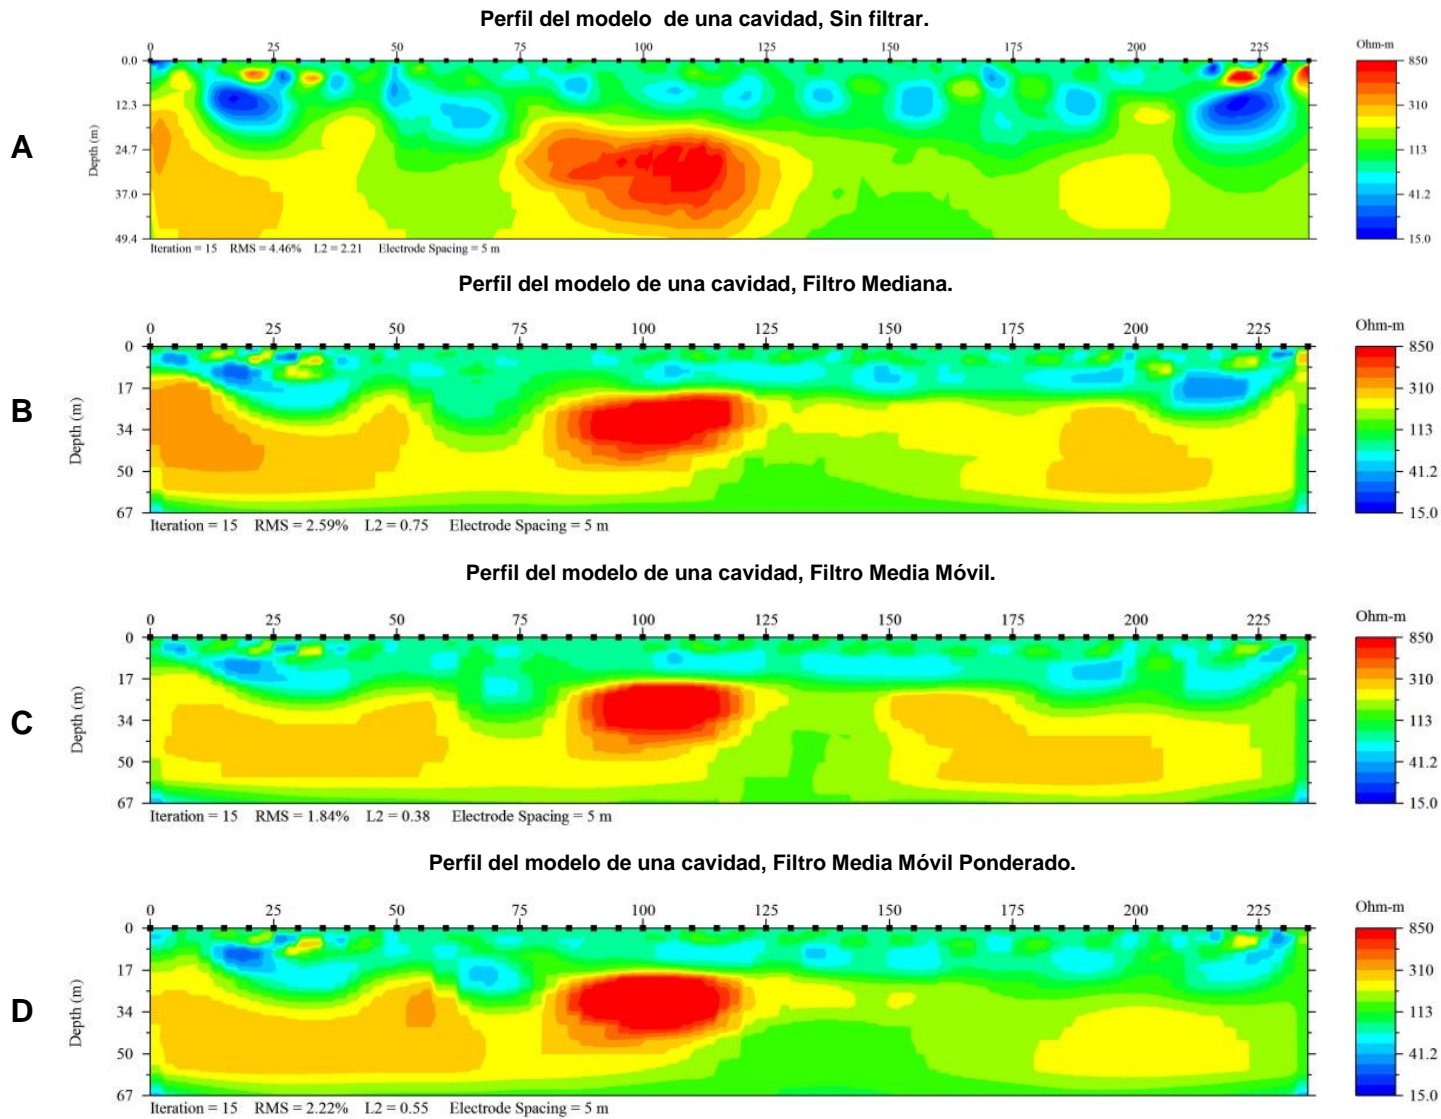 Perfil del modelo de una cavidad, Sin filtrar.
0 25 50 75 100 125 150 175 200 225
Ohm-m
A
Depth (m)
0.0
12.3
24.7
37.0
49.4
850
310
113
41.2
15.0
Iteration = 15 RMS = 4.46% L2 = 2.21 Electrode Spacing = 5 m
Perfil del modelo de una cavidad, Filtro Mediana.
0 25 50 75 100 125 150 175 200 225
Ohm-m
B
Depth (m)
0
17
34
50
67
850
310
113
41.2
15.0
Iteration = 15 RMS = 2.59% L2 = 0.75 Electrode Spacing = 5 m
Perfil del modelo de una cavidad, Filtro Media Móvil.
0 25 50 75 100 125 150 175 200 225
Ohm-m
C
Depth (m)
0
17
34
50
67
850
310
113
41.2
15.0
Iteration = 15 RMS = 1.84% L2 = 0.38 Electrode Spacing = 5 m
Perfil del modelo de una cavidad, Filtro Media Móvil Ponderado.
0 25 50 75 100 125 150 175 200 225
Ohm-m
D
Depth (m)
0
17
34
50
67
850
310
113
41.2
15.0
Iteration = 15 RMS = 2.22% L2 = 0.55 Electrode Spacing = 5 m